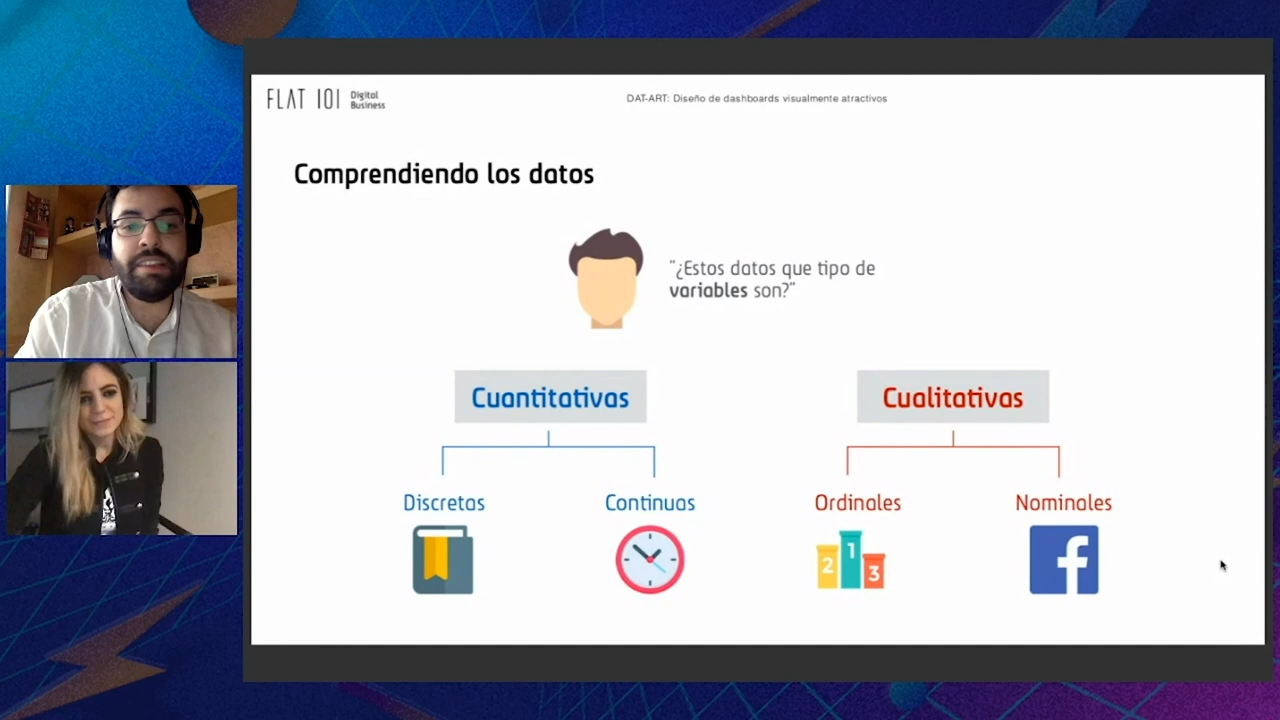 FLAT 101 Digital Business
DAT-ART: Diseño de dashboards visualmente atractivos
Comprendiendo los datos
"¿Estos datos que tipo de
variables son?"
Cuantitativas
Cualitativas
Discretas
Continuas
Ordinales
Nominales
2 1 3
f